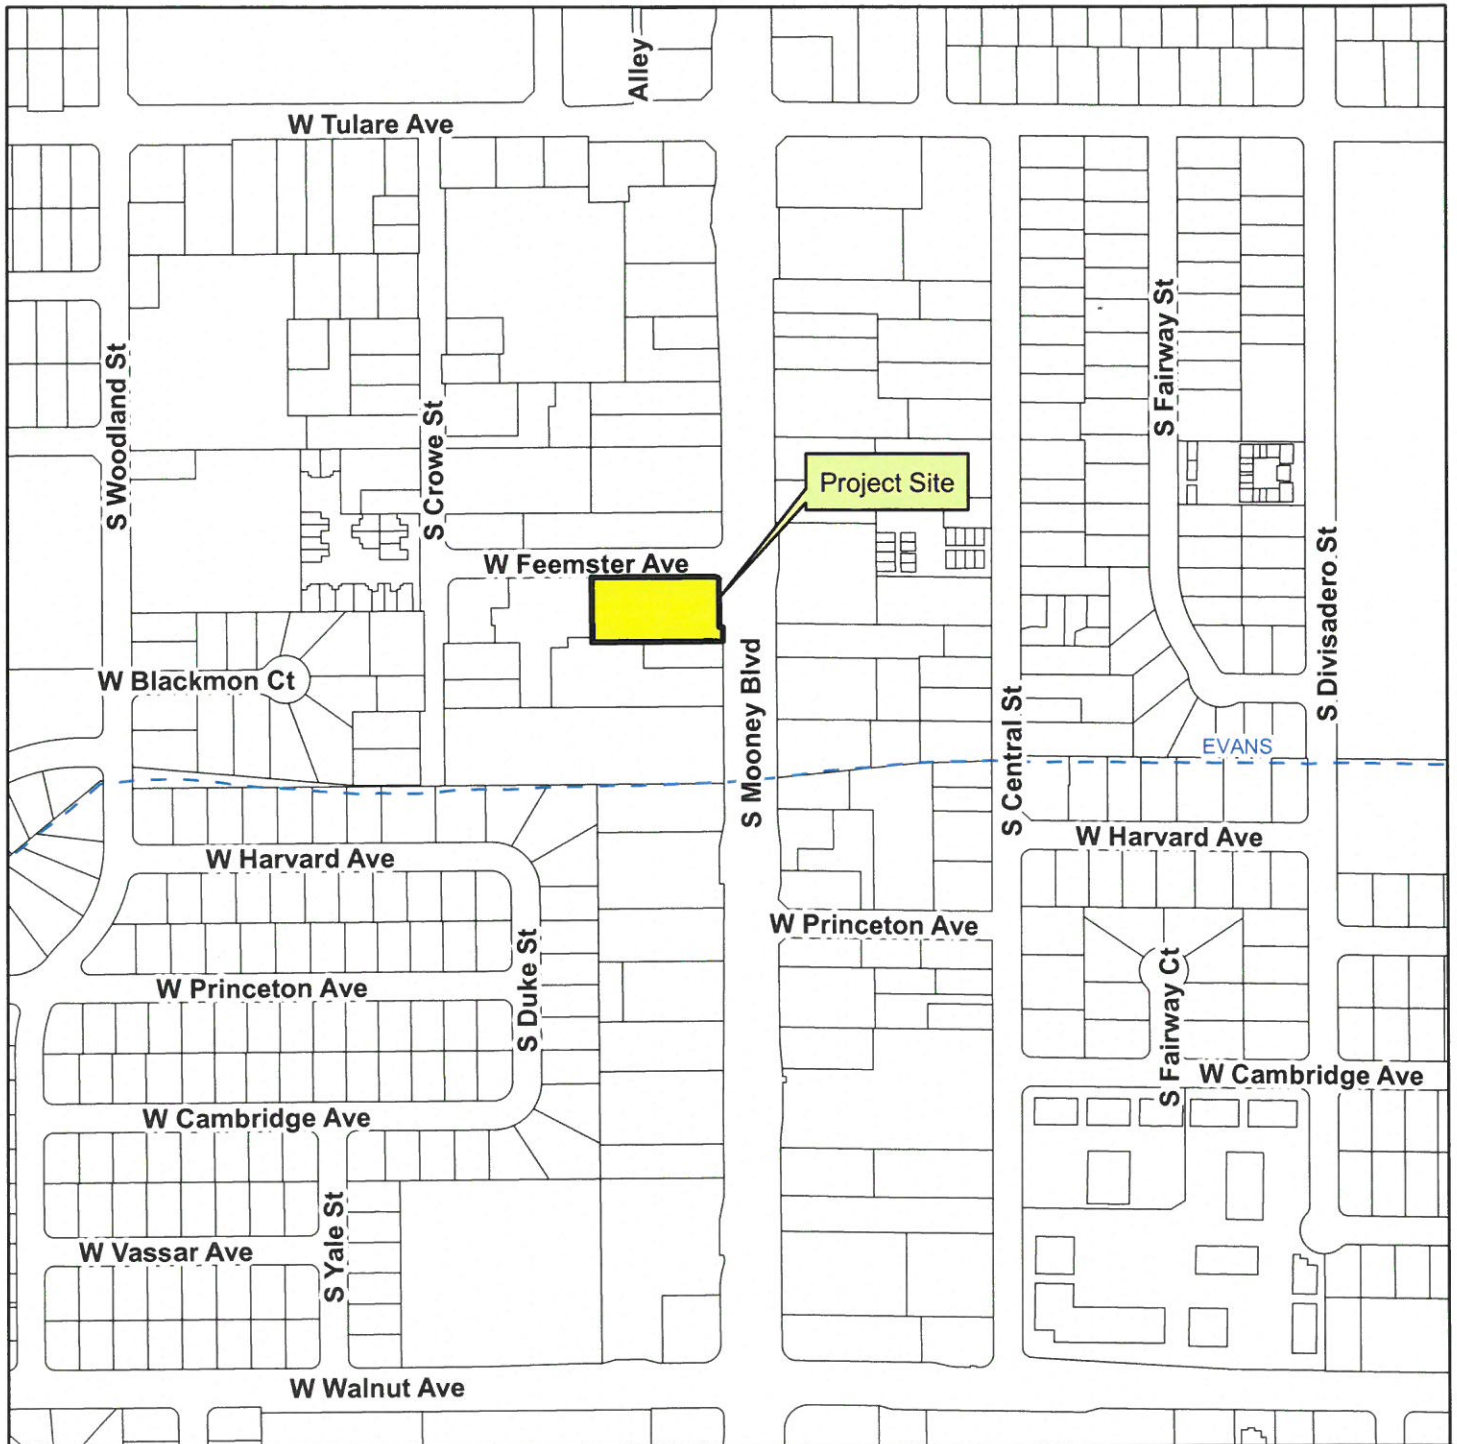 Alley
W Tulare Ave
S Woodland St
S Crowe St
S Fairway St
Project Site
W Feemster Ave
S Divisadero St
W Blackmon Ct
S Mooney Blvd
S Central St
EVANS
W Harvard Ave
W Harvard Ave
W Princeton Ave
S Duke St
W Princeton Ave
S Fairway Ct
W Cambridge Ave
W Cambridge Ave
S Yale St
W Vassar Ave
W Walnut Ave